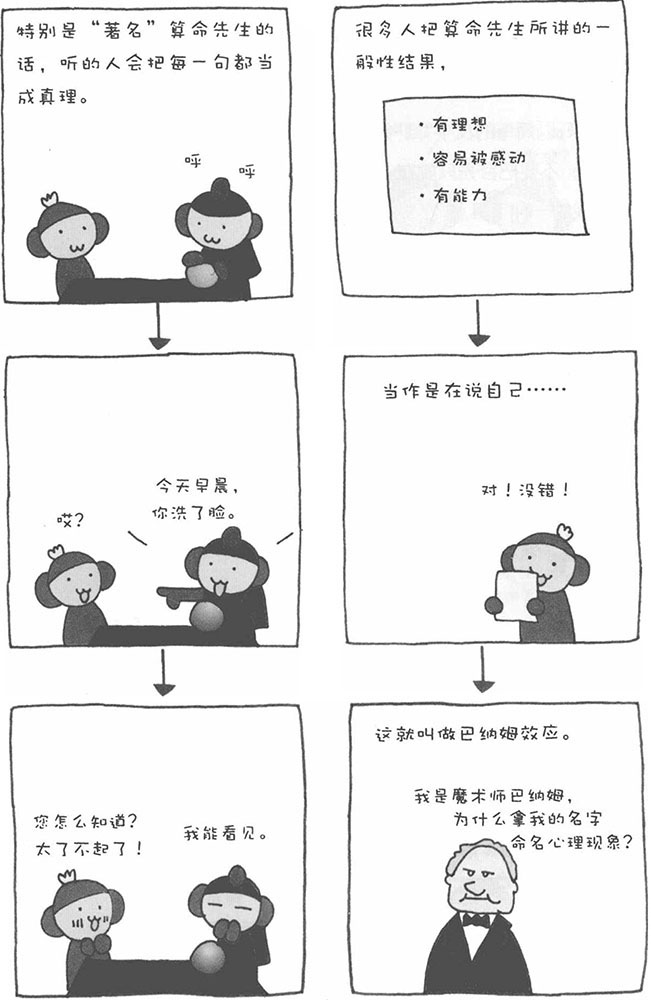 特别是“著名”算命先生的
话，听的人会把每一句都当
成真理。
呼
呼
今天早晨，
你洗了脸。
哎？
您怎么知道？
太了不起了！
我能看见。
很多人把算命先生所讲的一
般性结果，
·有理想
·容易被感动
·有能力
当作是在说自己……
对！没错！
这就叫做巴纳姆效应。
我是魔术师巴纳姆，
为什么拿我的名字
命名心理现象？